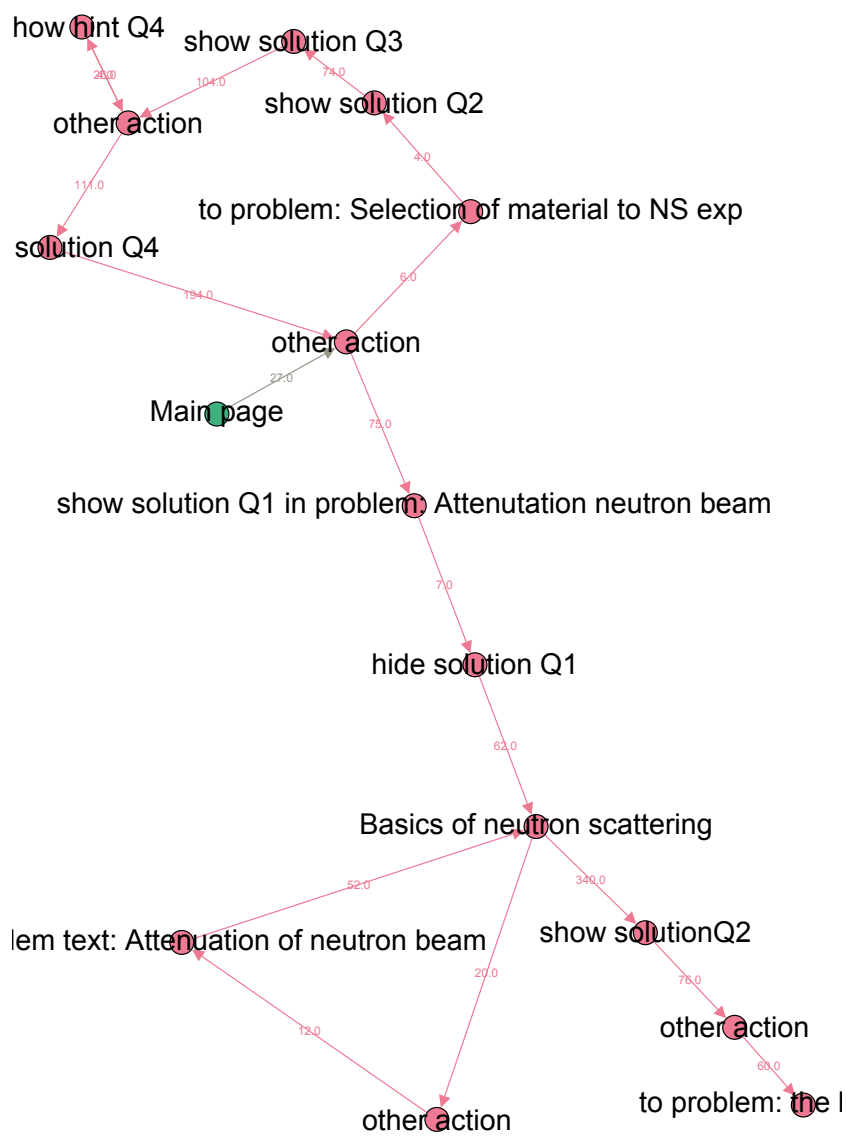 how hint Q4
show solution Q3
74.0
104.0
show solution Q2
other action
4.0
111.0
to problem: Selection of material to NS exp
solution Q4
6.0
194.0
other action
27.0
Main page
75.0
show solution Q1 in problem: Attenutation neutron beam
7.0
hide solution Q1
62.0
Basics of neutron scattering
52.0
340.0
lem text: Attenuation of neutron beam
show solutionQ2
20.0
76.0
12.0
other action
60.0
to problem: the
other action